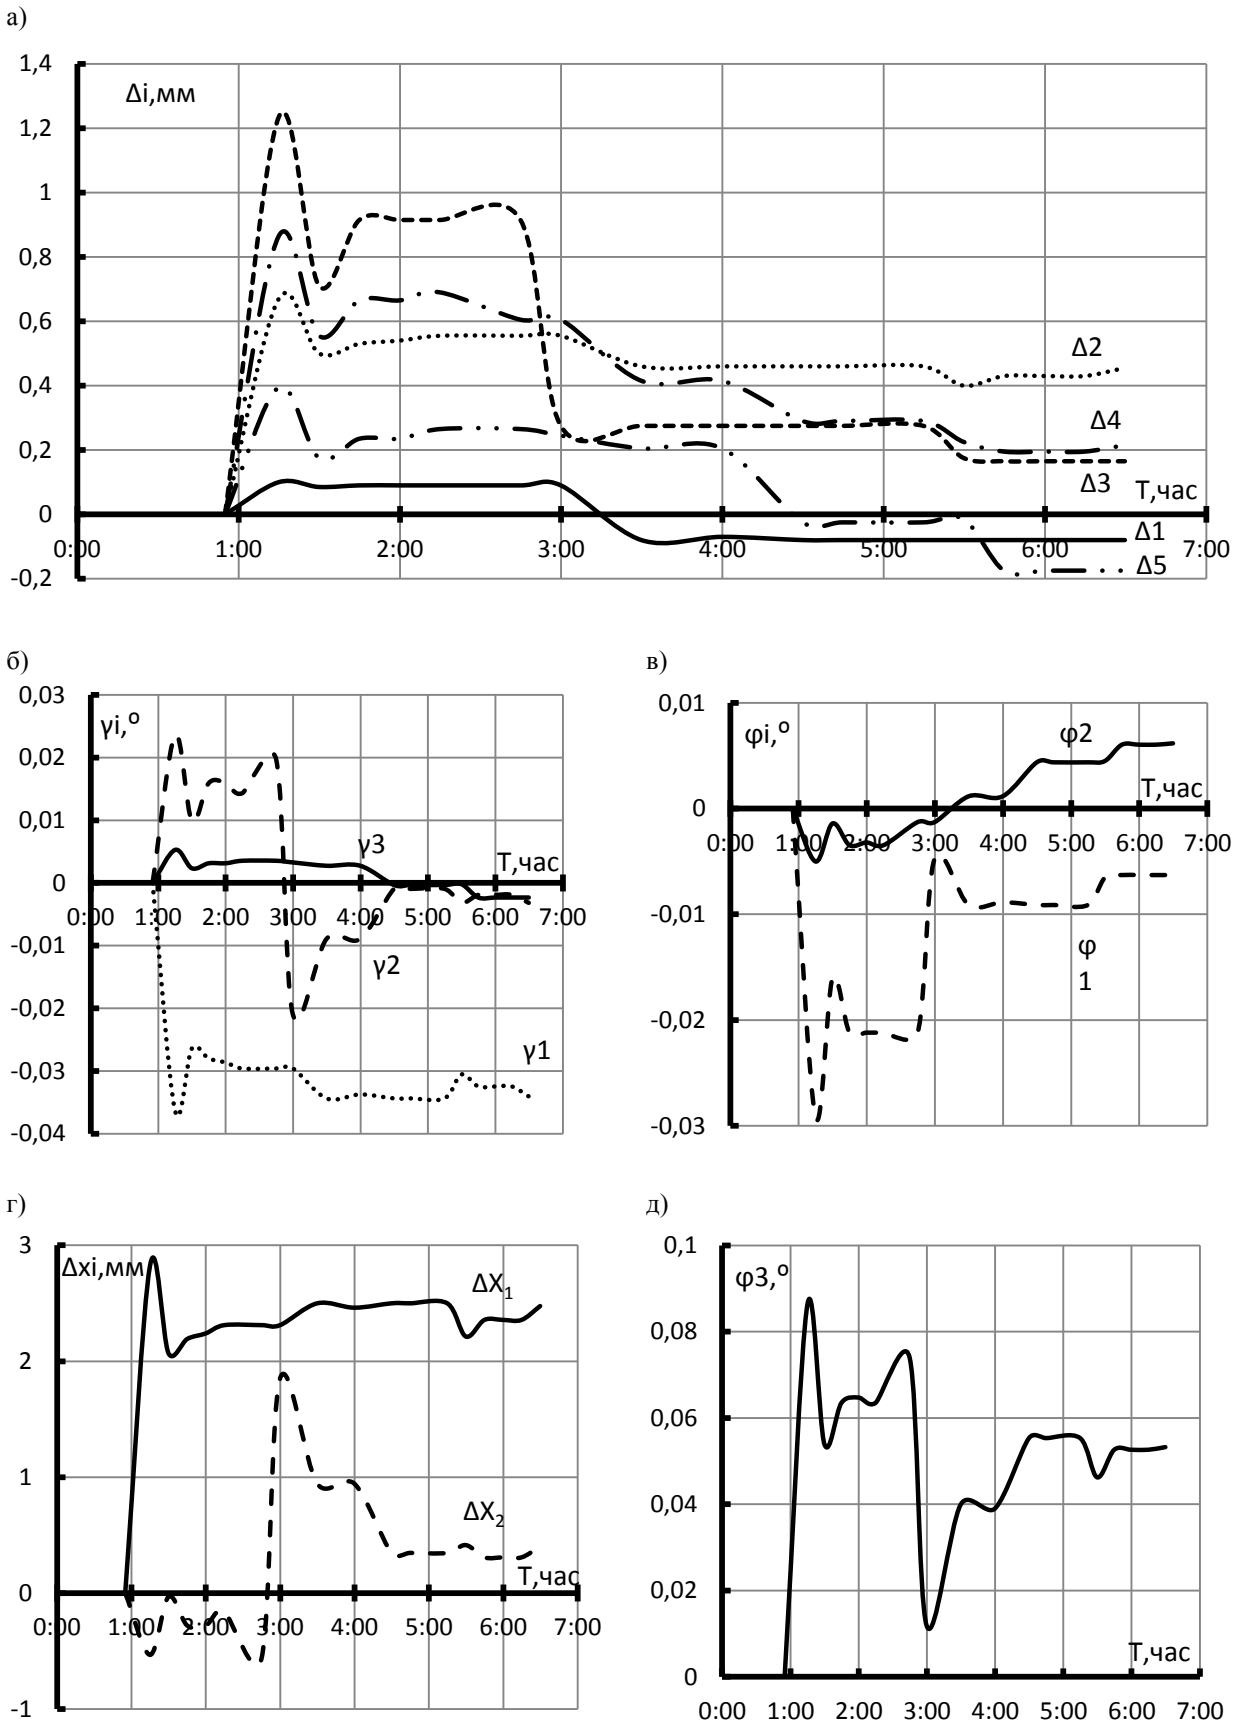 а)
1,4
Δi,мм
1,2
1
0,8
0,6
Δ2
0,4
Δ4
0,2
Δ3
T,час
0
Δ1
0:00 1:00 2:00 3:00 4:00 5:00 6:00 7:00
Δ5
-0,2
б)
0,03
γi,º
0,02
0,01
γ3
T,час
0
0:00 1:00 2:00 3:00 4:00 5:00 6:00 7:00
-0,01
γ2
-0,02
-0,03
γ1
-0,04
в)
0,01
φi,º
φ2
T,час
0
0:00 1:00 2:00 3:00 4:00 5:00 6:00 7:00
-0,01
φ
1
-0,02
-0,03
г)
3
Δxi,мм
ΔX₁
2
1
ΔX₂
T,час
0
0:00 1:00 2:00 3:00 4:00 5:00 6:00 7:00
-1
д)
0,1
φ3,º
0,08
0,06
0,04
0,02
T,час
0
0:00 1:00 2:00 3:00 4:00 5:00 6:00 7:00